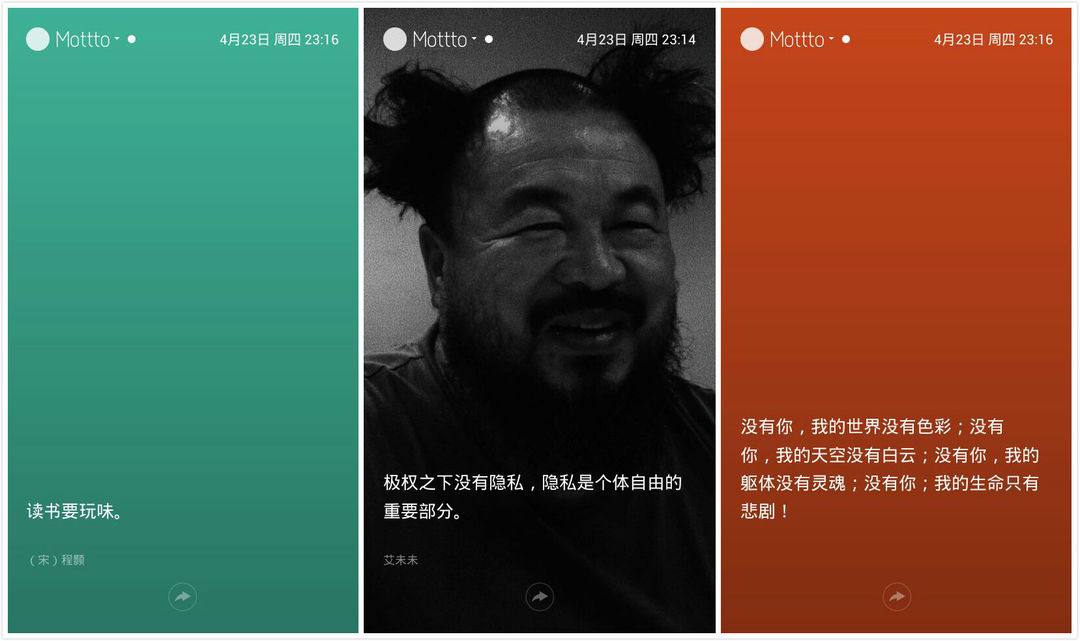 Mottto
4月23日 周四 23:16
读书要玩味。
（宋）程颢
Mottto
4月23日 周四 23:14
极权之下没有隐私，隐私是个体自由的
重要部分。
艾未未
Mottto
4月23日 周四 23:16
没有你，我的世界没有色彩；没有
你，我的天空没有白云；没有你，我的
躯体没有灵魂；没有你；我的生命只有
悲剧！